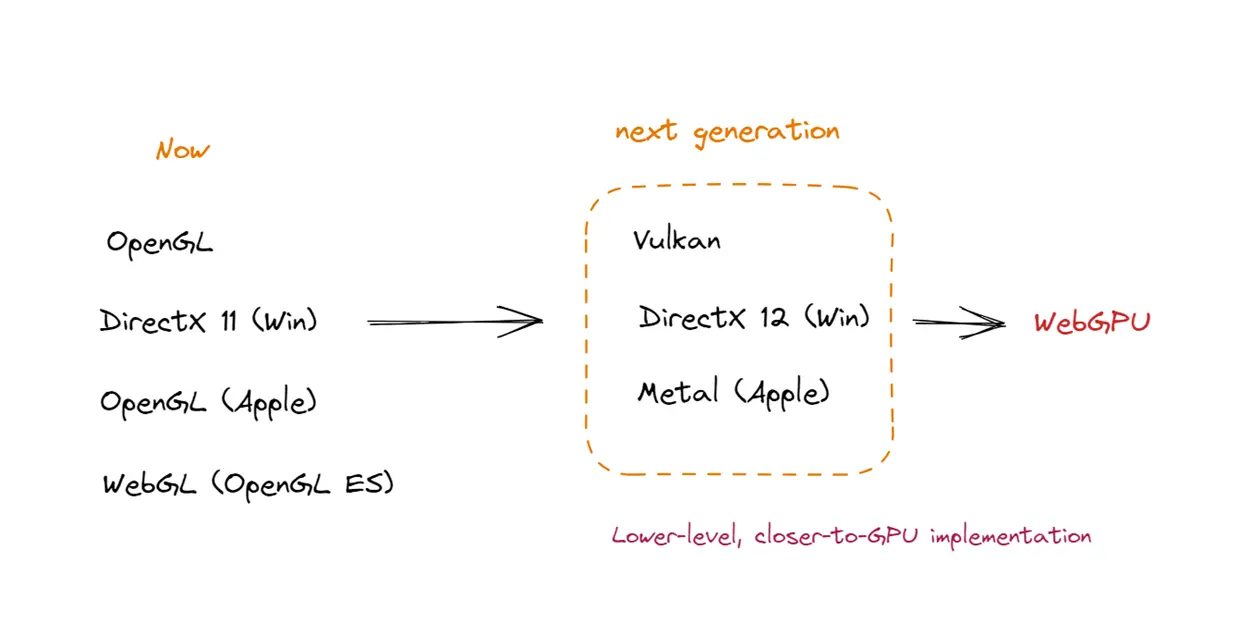 Now
OpenGL
DirectX 11 (Win)
OpenGL (Apple)
WebGL (OpenGL ES)
next generation
Vulkan
DirectX 12 (Win)
Metal (Apple)
Lower-level, closer-to-GPU implementation
WebGPU